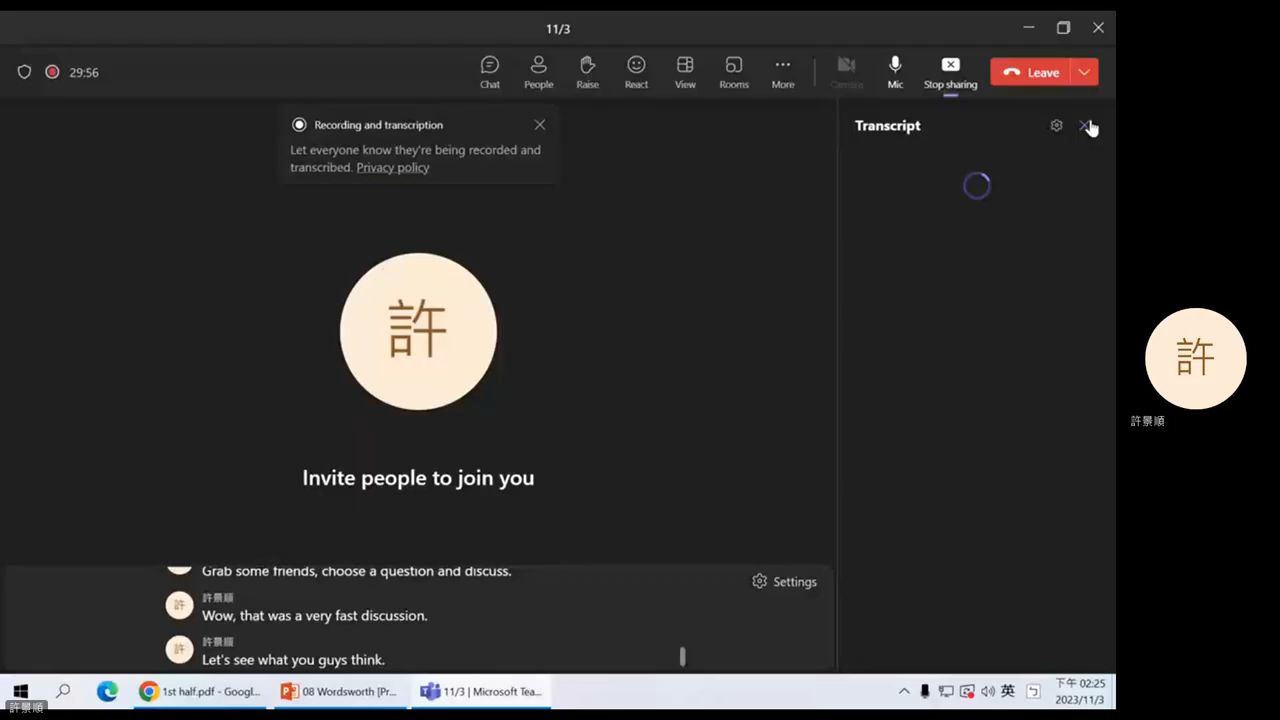 11/3
29:56
Chat
People
Raise
React
View
Rooms
More
Camera
Mic
Stop sharing
Leave
Recording and transcription
Let everyone know they're being recorded and
transcribed. Privacy policy
Transcript
許
Invite people to join you
Grab some friends, choose a question and discuss.
Settings
許
許景順
Wow, that was a very fast discussion.
許
許景順
Let's see what you guys think.
許
許景順
1st half.pdf - Googl...
08 Wordsworth [Pr...
11/3 | Microsoft Tea...
英
下午 02:25
2023/11/3
許景順